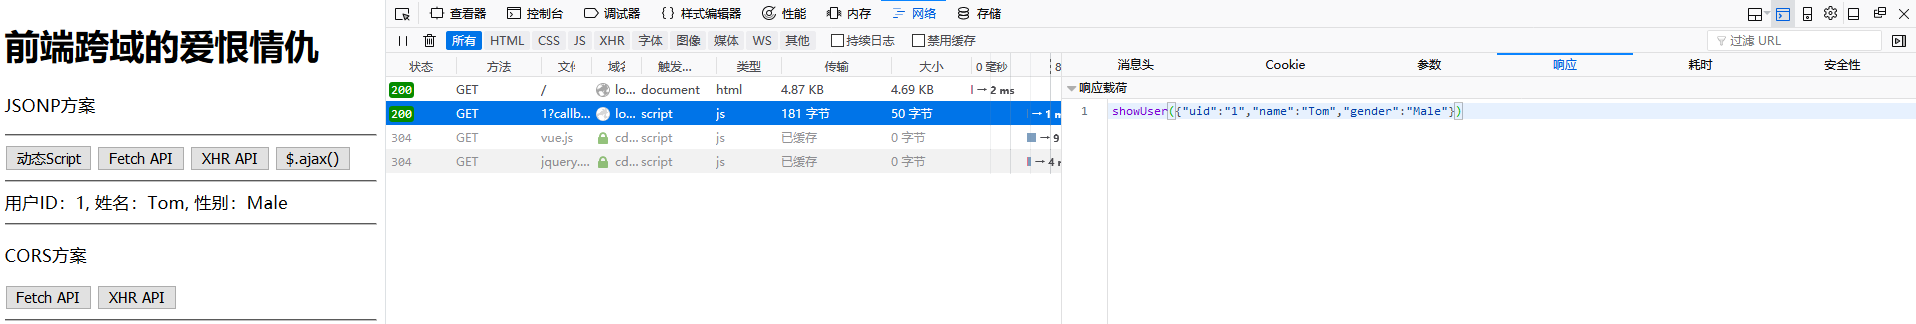 前端跨域的爱恨情仇
JSONP方案
动态Script Fetch API XHR API $.ajax()
用户ID：1, 姓名：Tom, 性别：Male
CORS方案
Fetch API XHR API
查看器 控制台 调试器 样式编辑器 性能 内存 网络 存储
所有 HTML CSS JS XHR 字体 图像 媒体 WS 其他 持续日志 禁用缓存 过滤 URL
状态 方法 文件 域名 触发... 类型 传输 大小 0 毫秒 8
200 GET / lo... document html 4.87 KB 4.69 KB → 2 ms
200 GET 1?callb... lo... script js 181 字节 50 字节 → 1 m
304 GET vue.js cd... script js 已缓存 0 字节 → 9
304 GET jquery.... cd... script js 已缓存 0 字节 → 4 r
消息头 Cookie 参数 响应 耗时 安全性
响应载荷
1 showUser({"uid":"1","name":"Tom","gender":"Male"})